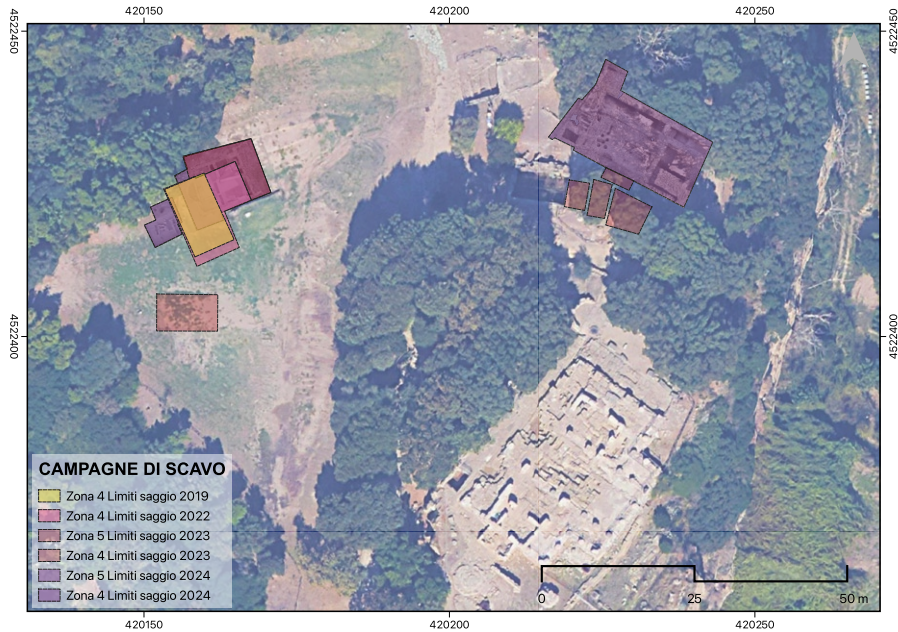 420150 420200 420250
4522450 4522450
4522400 4522400
CAMPAGNE DI SCAVO
Zona 4 Limiti saggio 2019
Zona 4 Limiti saggio 2022
Zona 5 Limiti saggio 2023
Zona 4 Limiti saggio 2023
Zona 5 Limiti saggio 2024
Zona 4 Limiti saggio 2024
0 25 50 m
420150 420200 420250